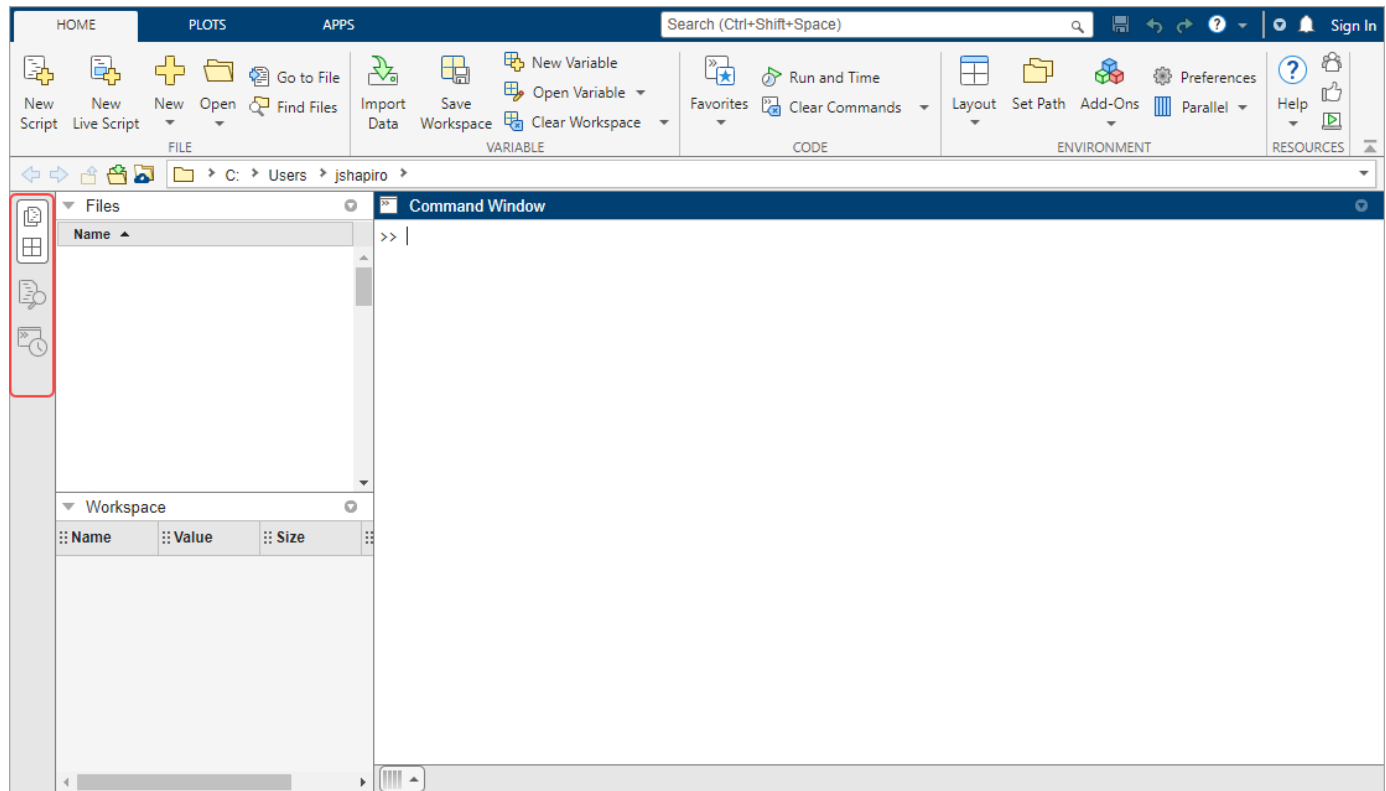 HOME PLOTS APPS Search (Ctrl+Shift+Space) Sign In
New Script
New Live Script
New
Open
Go to File
Find Files
FILE
Import Data
Save Workspace
New Variable
Open Variable
Clear Workspace
VARIABLE
Favorites
Run and Time
Clear Commands
CODE
Layout
Set Path
Add-Ons
Preferences
Parallel
ENVIRONMENT
Help
RESOURCES
C: Users jshapiro
Files
Name
Command Window
>>
Workspace
Name Value Size